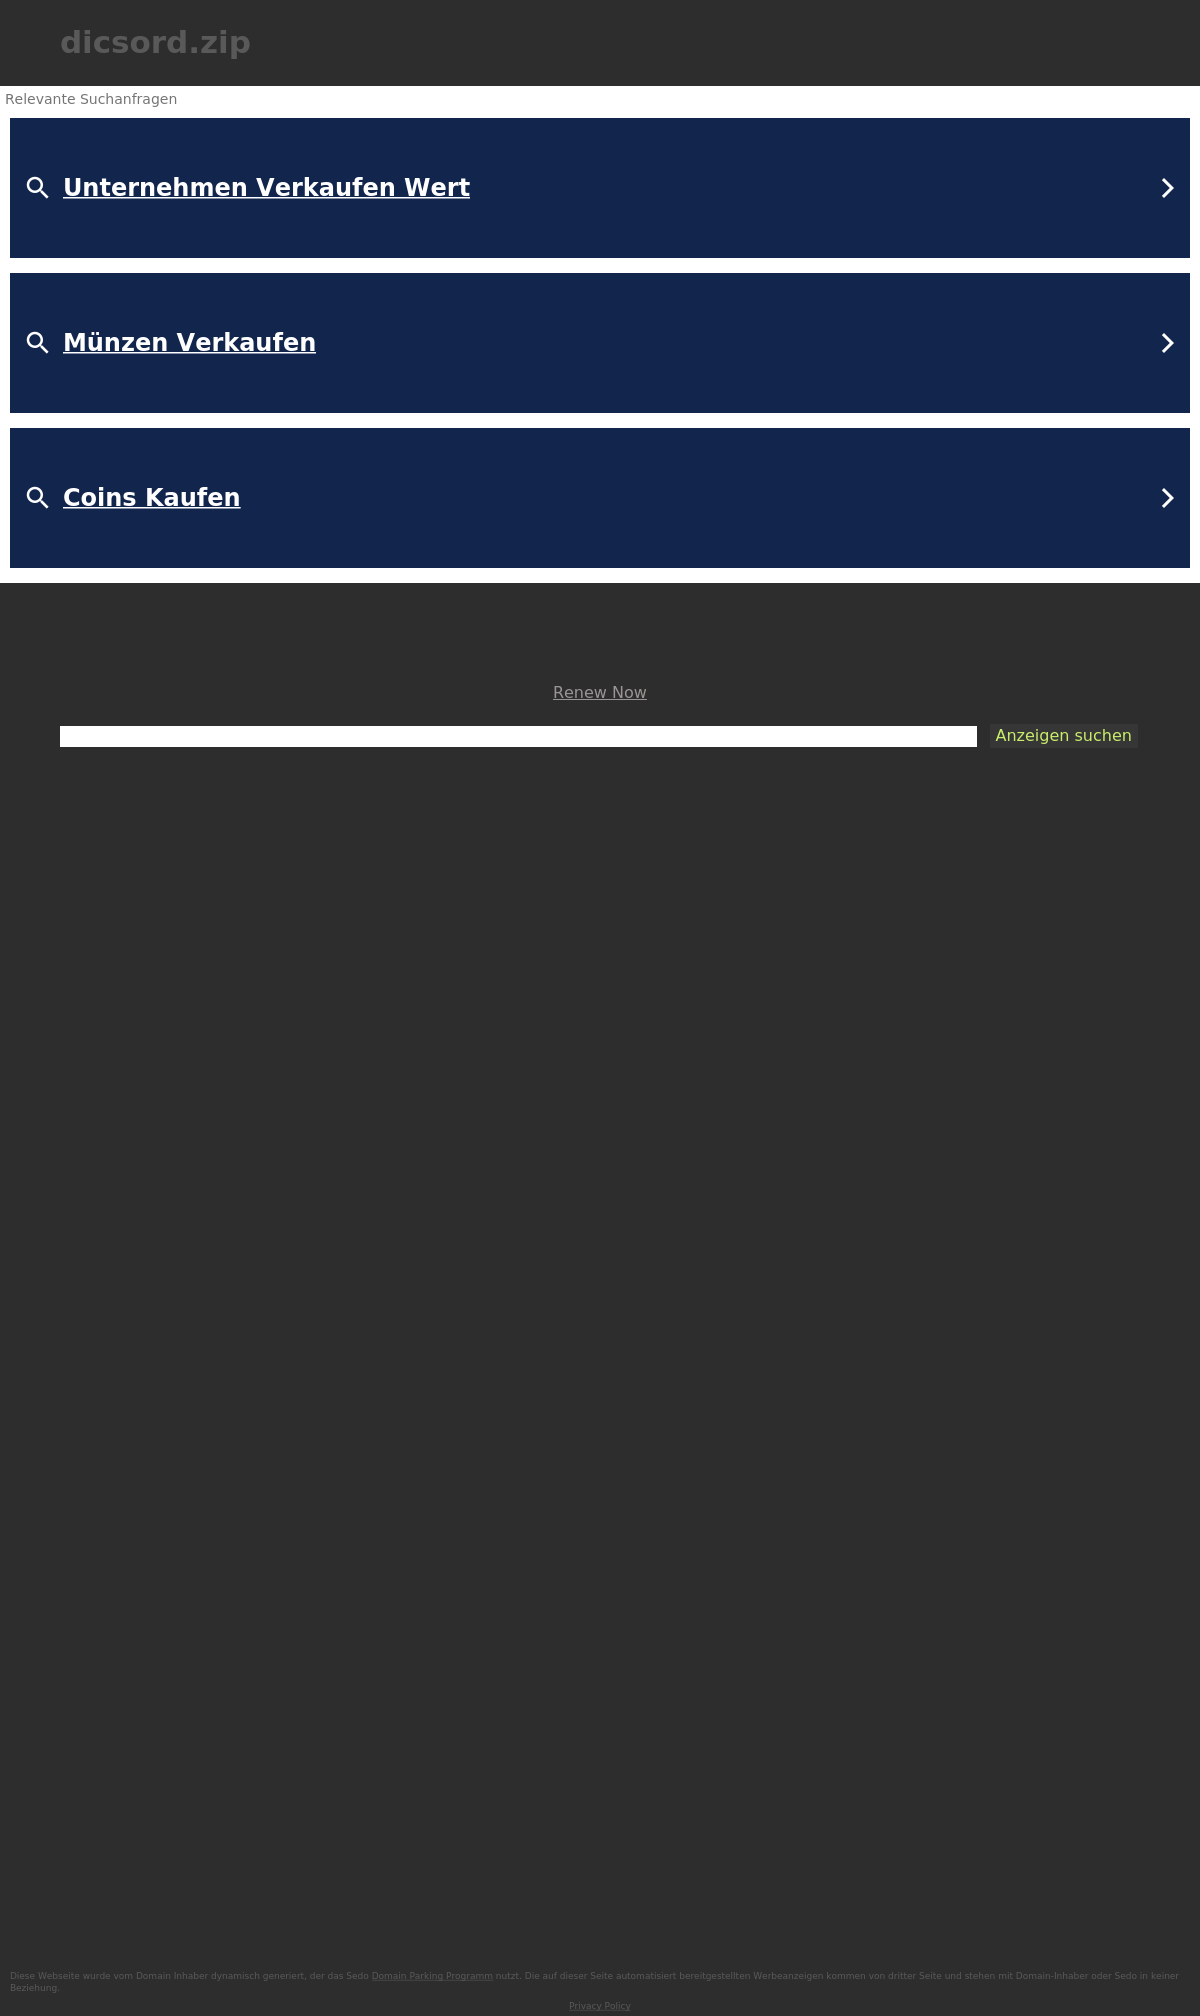 dicsord.zip
Relevante Suchanfragen
Unternehmen Verkaufen Wert
Münzen Verkaufen
Coins Kaufen
Renew Now
Anzeigen suchen
Diese Webseite wurde vom Domain Inhaber dynamisch generiert, der das Sedo Domain Parking Programm nutzt. Die auf dieser Seite automatisiert bereitgestellten Werbeanzeigen kommen von dritter Seite und stehen mit Domain-Inhaber oder Sedo in keiner
Beziehung.
Privacy Policy